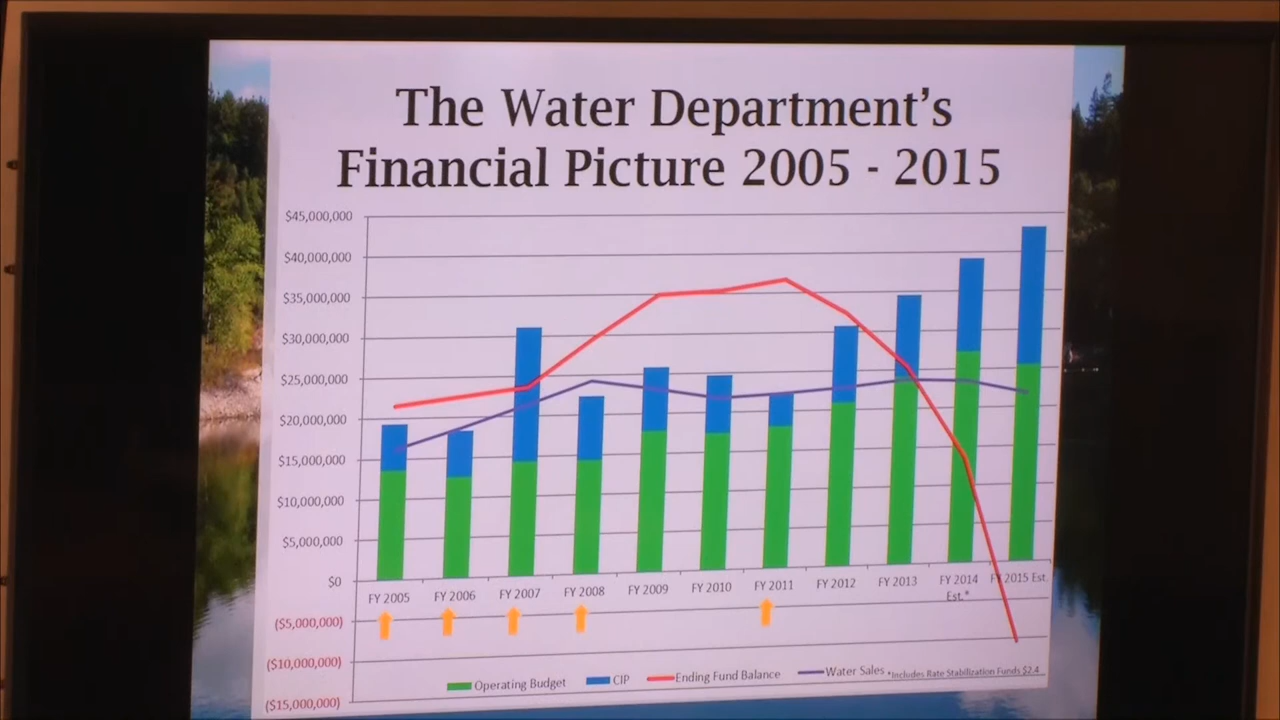 The Water Department's
Financial Picture 2005 - 2015
$45,000,000
$40,000,000
$35,000,000
$30,000,000
$25,000,000
$20,000,000
$15,000,000
$10,000,000
$5,000,000
$0
($5,000,000)
($10,000,000)
($15,000,000)
FY 2005
FY 2006
FY 2007
FY 2008
FY 2009
FY 2010
FY 2011
FY 2012
FY 2013
FY 2014
Est.*
FY 2015 Est.
Operating Budget
CIP
Ending Fund Balance
Water Sales
*Includes Rate Stabilization Funds $2.4